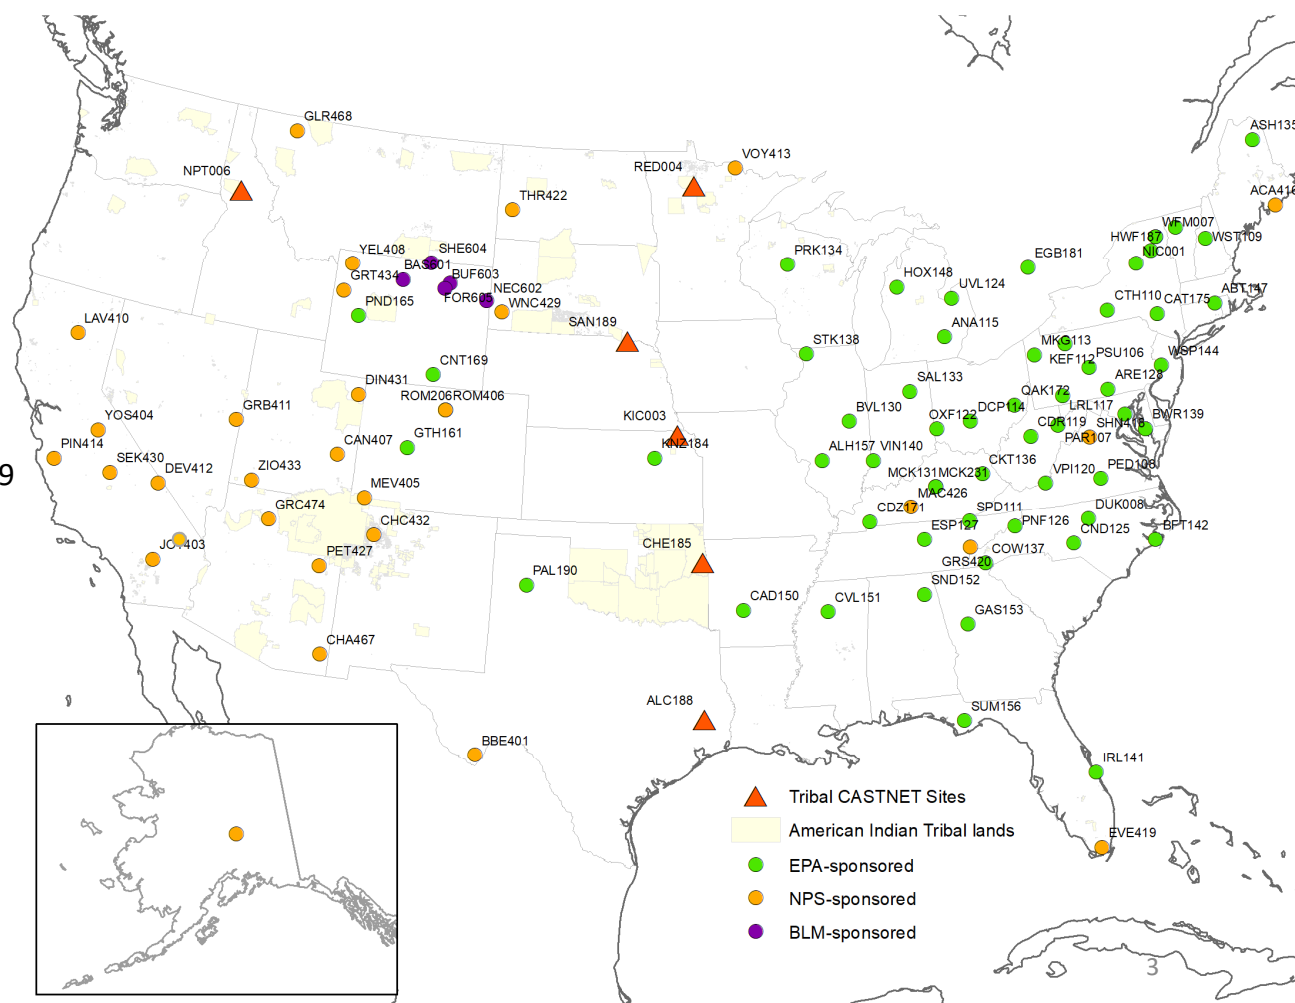 GLR468
ASH135
VOY413
RED004
NPT006
ACA416
THR422
WFM007
HWF187
WST109
SHE604
YEL408
PRK134
NIC001
EGB181
BAS601
GRT434
BUF603
HOX148
UVL124
NEC602
FOR605
ABT147
PND165
WNC429
CTH110
CAT175
LAV410
SAN189
ANA115
STK138
MKG113
PSU106
WSP144
KEF112
CNT169
SAL133
ARE128
DIN431
QAK172
ROM206ROM406
DCP114
LRL117
GRB411
KIC003
BVL130
OXF122
BWR139
YOS404
CDR119
SHN418
GTH161
PAR107
PIN414
CAN407
KNZ184
ALH157
VIN140
SEK430
CKT136
PED108
DEV412
ZIO433
MCK131MCK231
VPI120
9
MEV405
MAC426
GRC474
CDZ171
SPD111
DUK008
CHC432
ESP127
PNF126
BFT142
CND125
JOT403
CHE185
COW137
PET427
GRS420
PAL190
SND152
CAD150
CVL151
GAS153
CHA467
ALC188
SUM156
BBE401
IRL141
Tribal CASTNET Sites
American Indian Tribal lands
EVE419
EPA-sponsored
NPS-sponsored
BLM-sponsored
3